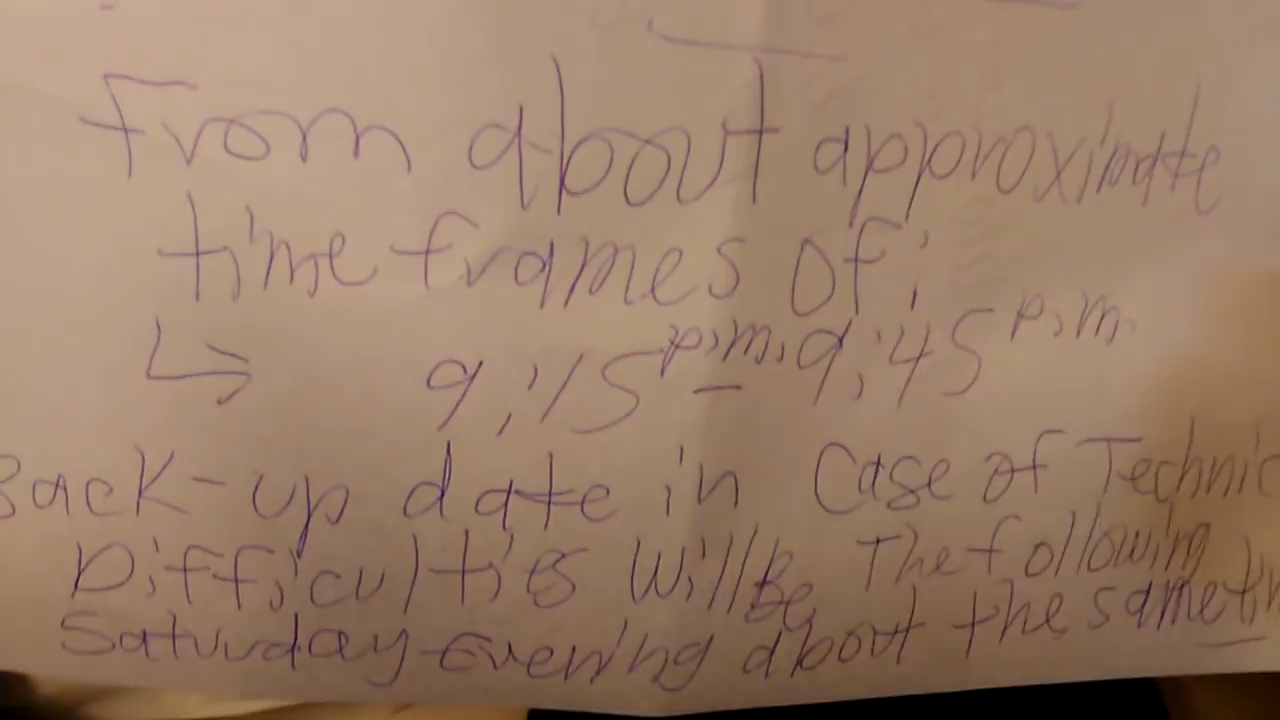 From about approximate
time frames of:
↳ 9:15 p.m. - 9:45 p.m.
Back-up date in Case of Technic
Difficulties Will Be The following
Saturday Evening about the same tim